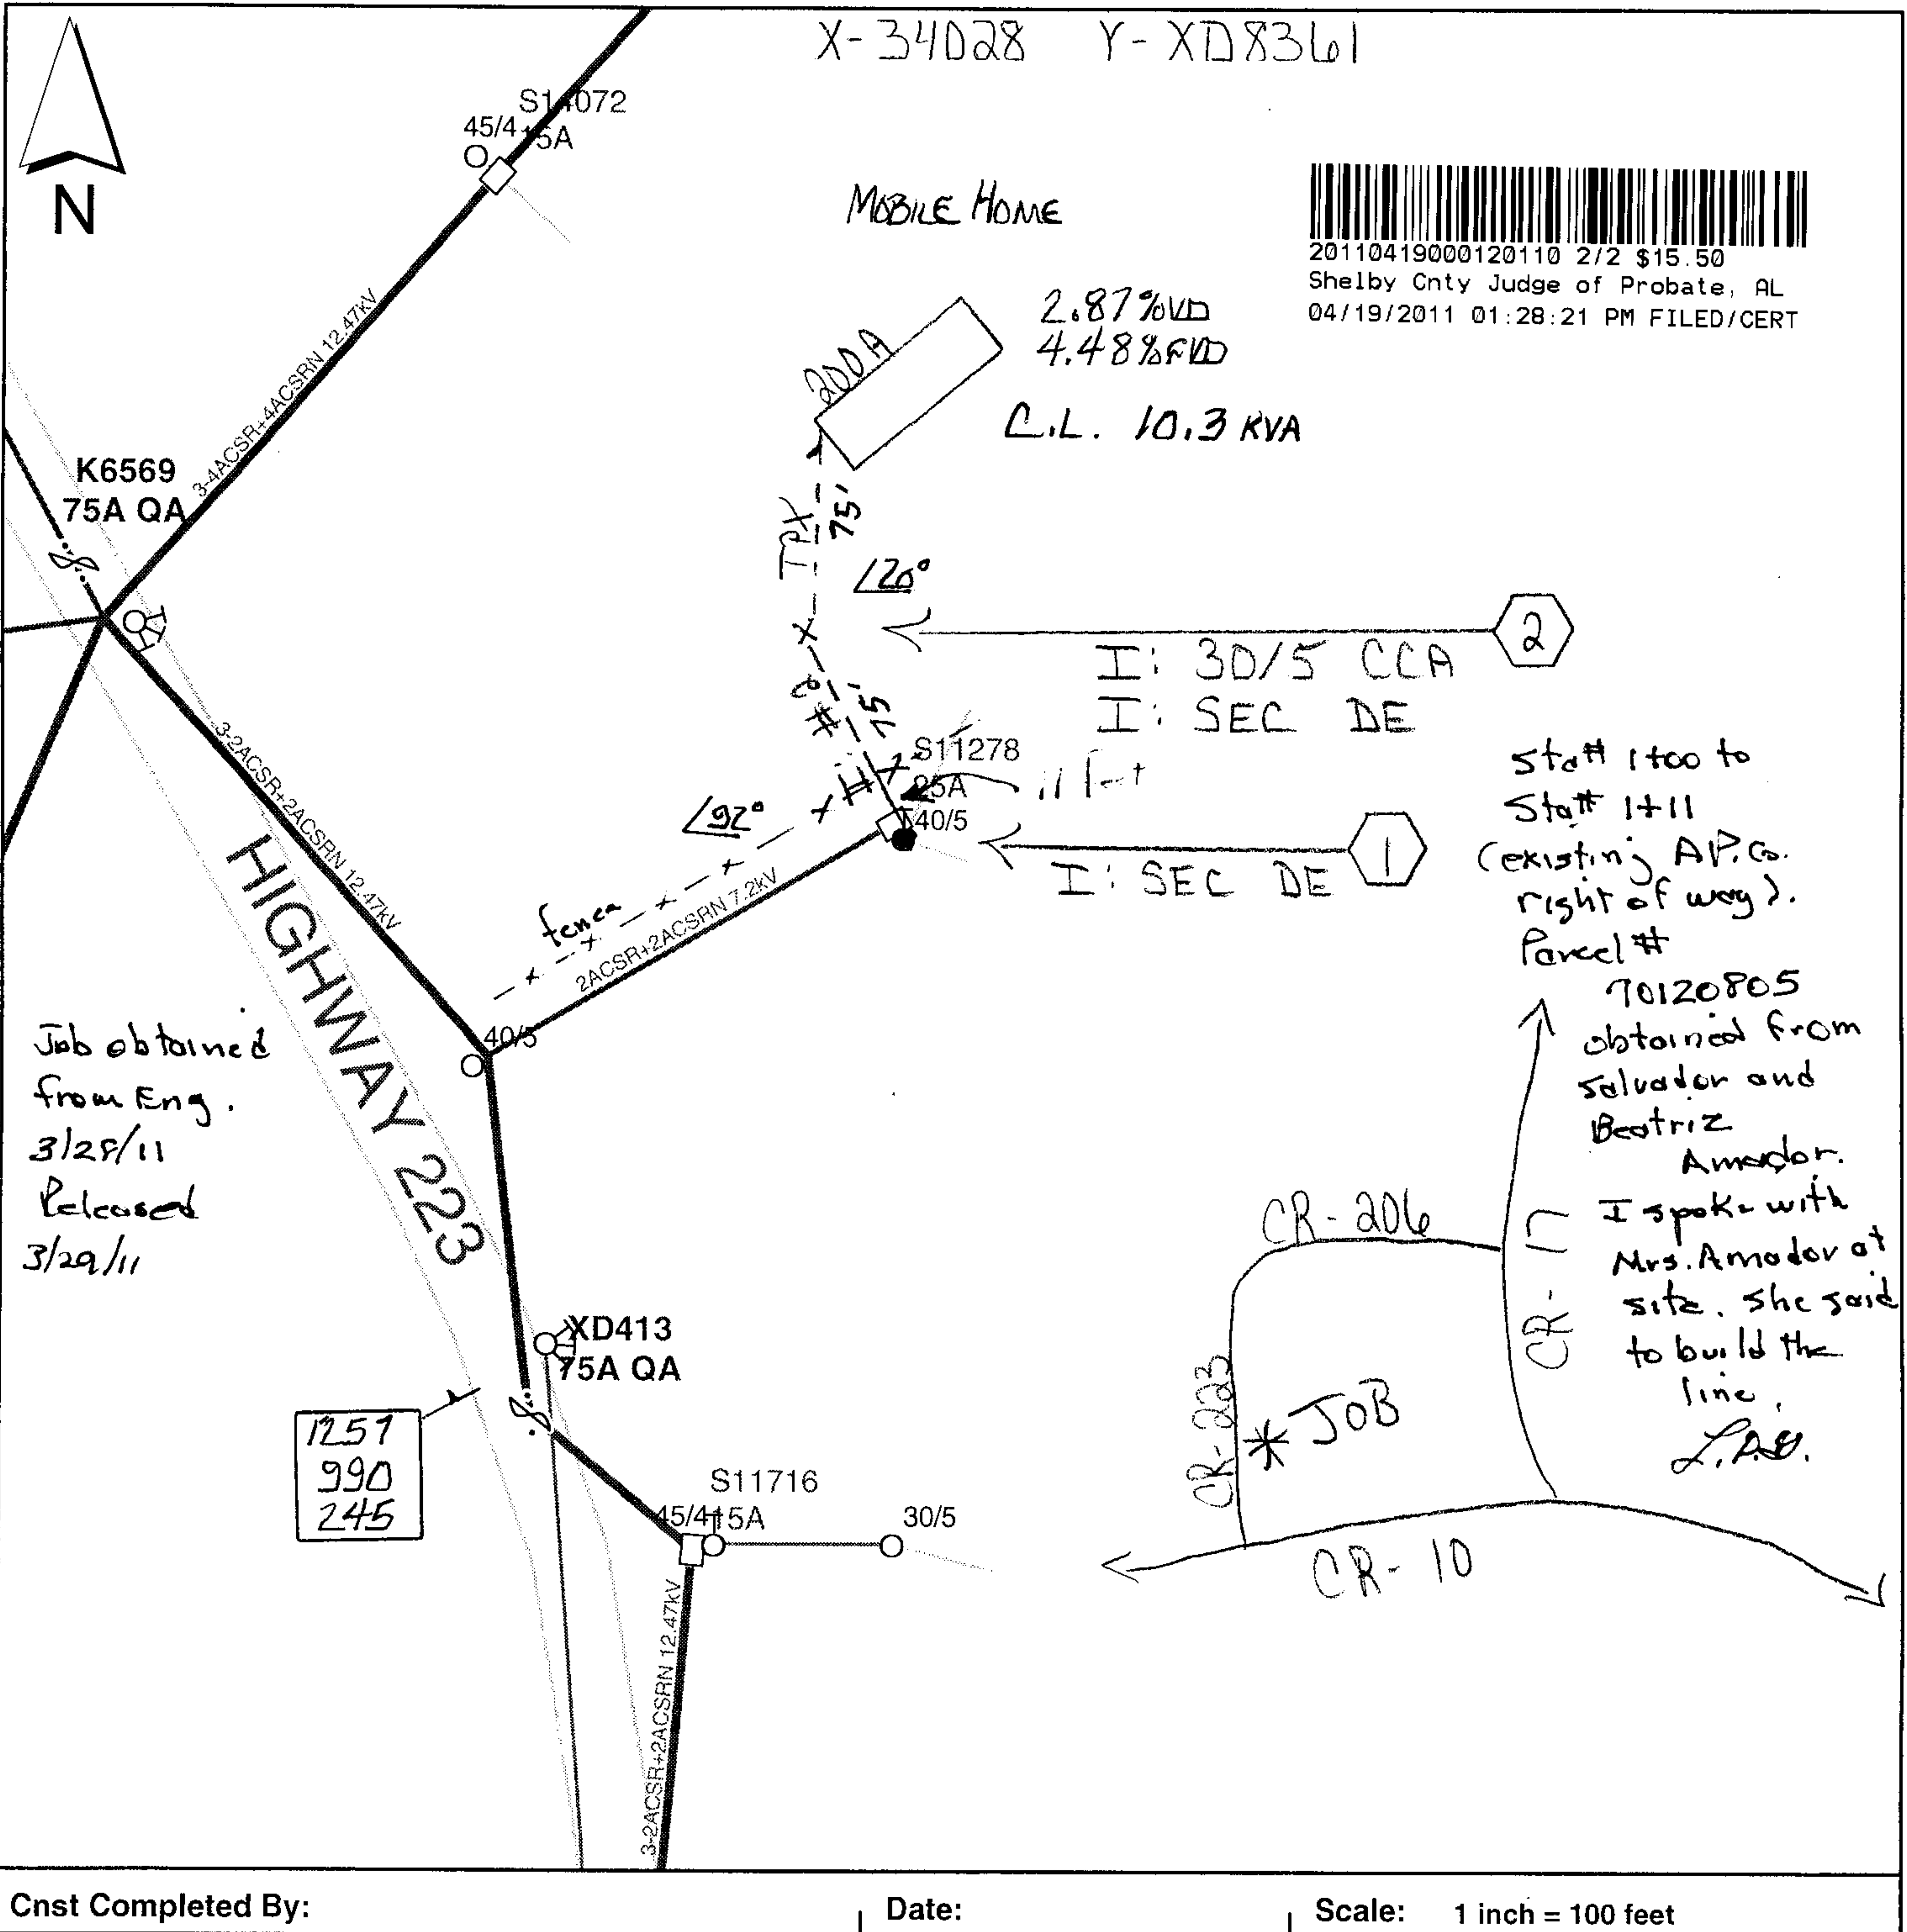 X-34028 Y-XD8361
N
S14072
45/4 15A
MOBILE HOME
20110419000120110 2/2 $15.50
Shelby Cnty Judge of Probate, AL
04/19/2011 01:28:21 PM FILED/CERT
2.87%VD
4.48%FVD
200A
C.L. 10.3 KVA
3-4ACSR+4ACSRN 12.47kV
K6569
75A QA
TPX
75'
∠20°
2
I: 30/5 CCA
I: SEC DE
#2
75'
3-2ACSR+2ACSRN 12.47kV
S11278
25A
40/5
11 feet
∠92°
1
I: SEC DE
fence
2ACSR+2ACSRN 7.2kV
HIGHWAY 223
40/5
Sta# 1+00 to
Sta# 1+11
(existing A.P.Co.
right of way).
Parcel #
70120805
obtained from
Salvador and
Beatriz
Amador.
I spoke with
Mrs. Amador at
site. She said
to build the
line.
Job obtained
from Eng.
3/28/11
Released
3/29/11
XD413
75A QA
1257
990
245
S11716
45/4 15A
30/5
3-2ACSR+2ACSRN 12.47kV
CR-206
CR-17
CR-223
* JOB
CR-10
Cnst Completed By:
Date:
Scale: 1 inch = 100 feet